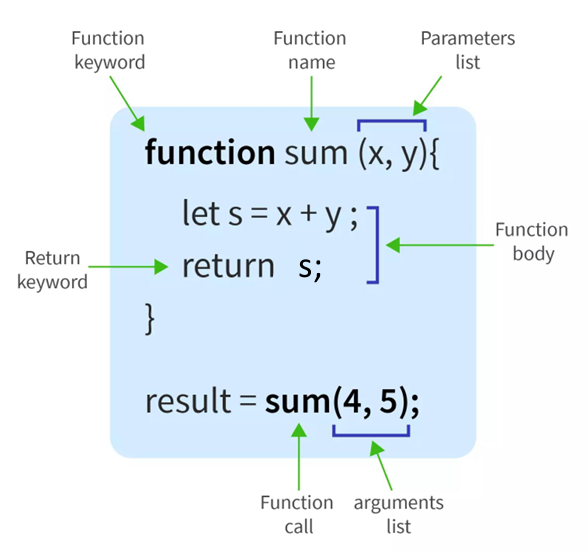 Function keyword
Function name
Parameters list
function sum (x, y){
let s = x + y ;
Function body
Return keyword
return s;
}
result = sum(4, 5);
Function call
arguments list